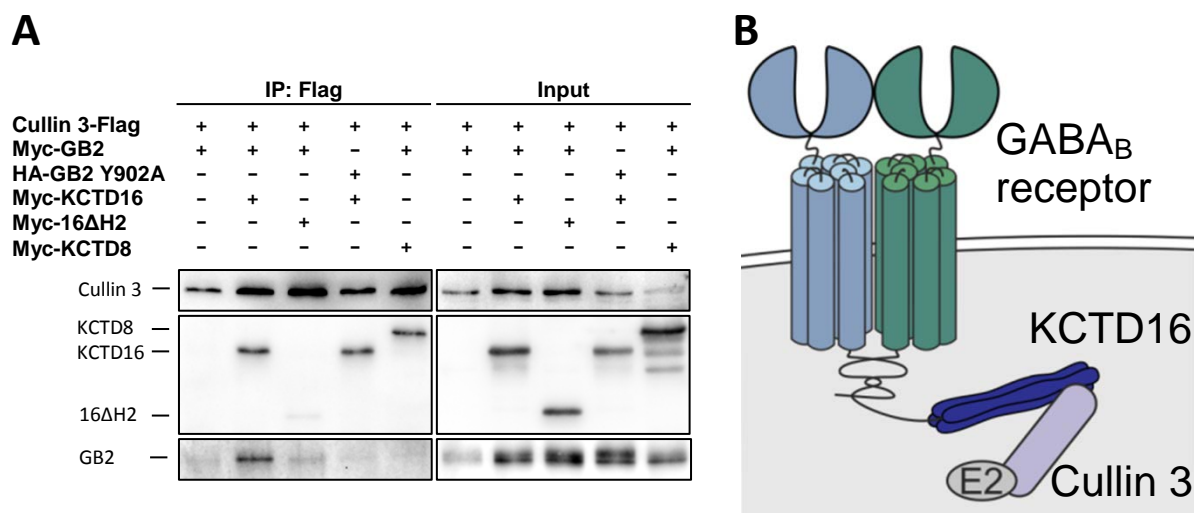 A
IP: Flag Input
Cullin 3-Flag + + + + + + + + + +
Myc-GB2 + + + - + + + + - +
HA-GB2 Y902A - - - + - - - - + -
Myc-KCTD16 - + - + - - + - + -
Myc-16ΔH2 - - + - - - - + - -
Myc-KCTD8 - - - - + - - - - +
Cullin 3
KCTD8
KCTD16
16ΔH2
GB2
B
GABAB
receptor
KCTD16
E2 Cullin 3